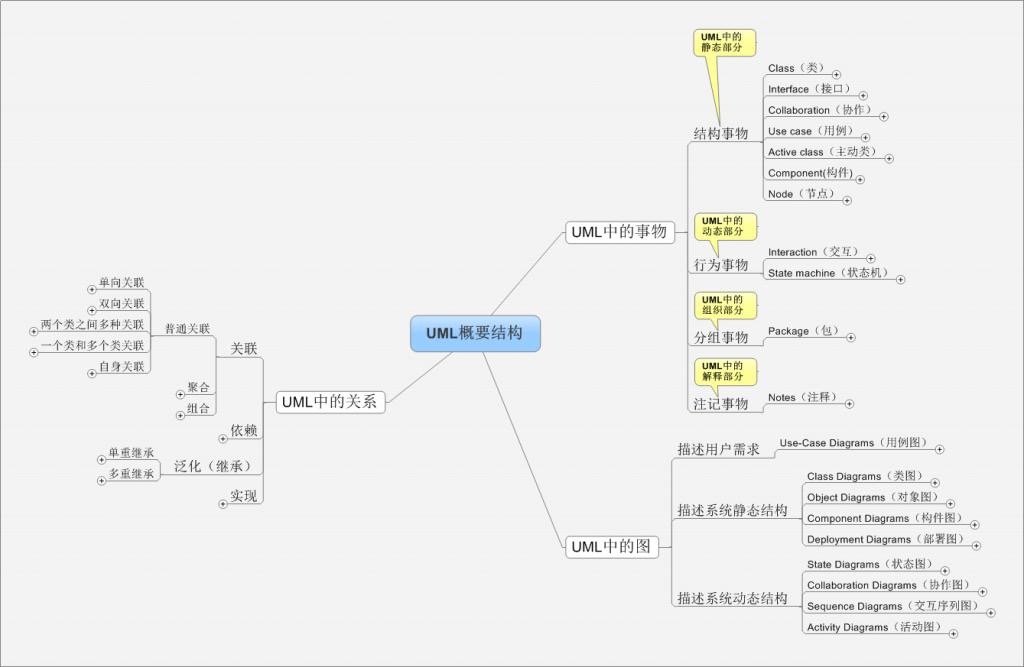 UML概要结构
UML中的事物
UML中的
静态部分
结构事物
Class（类）
Interface（接口）
Collaboration（协作）
Use case（用例）
Active class（主动类）
Component(构件)
Node（节点）
UML中的
动态部分
行为事物
Interaction（交互）
State machine（状态机）
UML中的
组织部分
分组事物
Package（包）
UML中的
解释部分
注记事物
Notes（注释）
UML中的关系
关联
普通关联
单向关联
双向关联
两个类之间多种关联
一个类和多个类关联
自身关联
聚合
组合
依赖
泛化（继承）
单重继承
多重继承
实现
UML中的图
描述用户需求
Use-Case Diagrams（用例图）
描述系统静态结构
Class Diagrams（类图）
Object Diagrams（对象图）
Component Diagrams（构件图）
Deployment Diagrams（部署图）
描述系统动态结构
State Diagrams（状态图）
Collaboration Diagrams（协作图）
Sequence Diagrams（交互序列图）
Activity Diagrams（活动图）